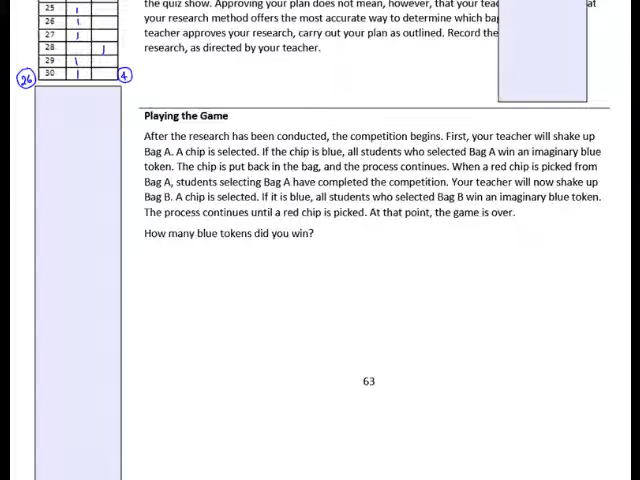 the quiz show. Approving your plan does not mean, however, that your teac at
25 I
your research method offers the most accurate way to determine which bag
26 I
teacher approves your research, carry out your plan as outlined. Record the
27 I
research, as directed by your teacher.
28 I
29 I
30 I
26 4
Playing the Game
After the research has been conducted, the competition begins. First, your teacher will shake up
Bag A. A chip is selected. If the chip is blue, all students who selected Bag A win an imaginary blue
token. The chip is put back in the bag, and the process continues. When a red chip is picked from
Bag A, students selecting Bag A have completed the competition. Your teacher will now shake up
Bag B. A chip is selected. If it is blue, all students who selected Bag B win an imaginary blue token.
The process continues until a red chip is picked. At that point, the game is over.
How many blue tokens did you win?
63